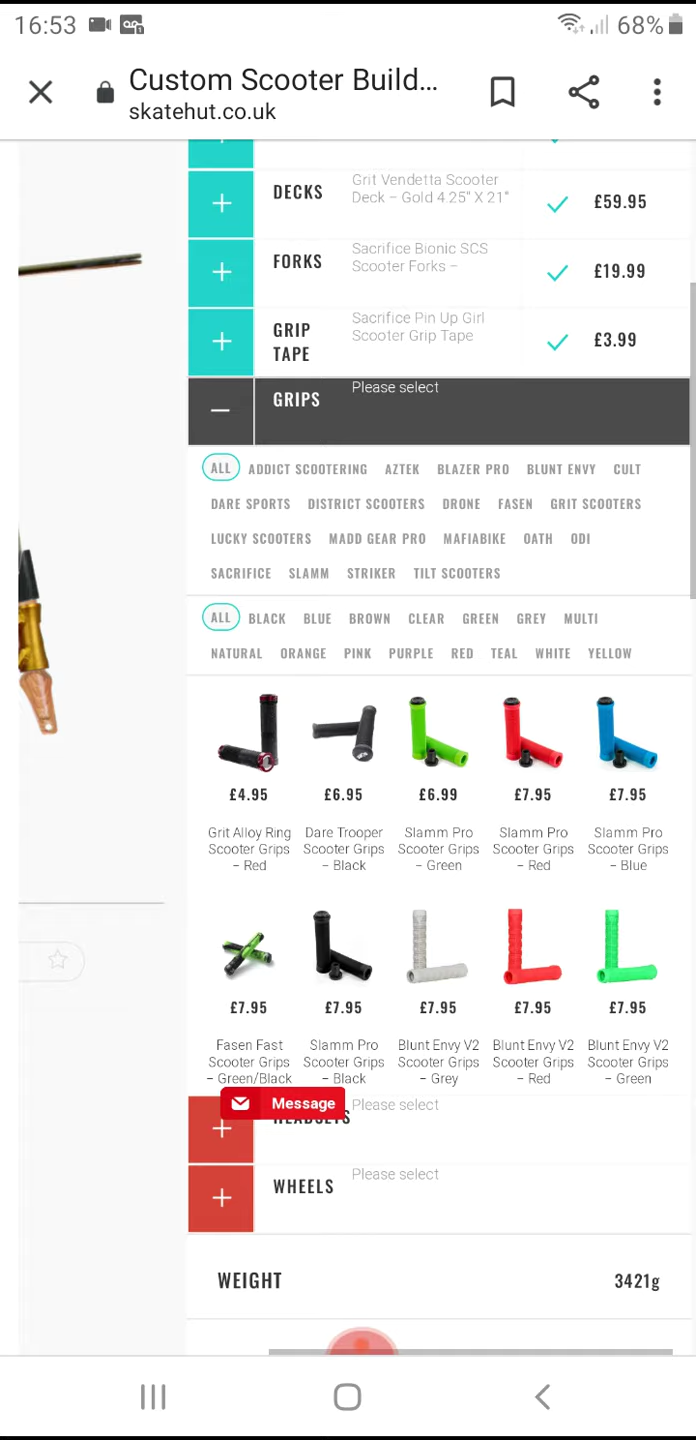 16:53
68%
Custom Scooter Build...
skatehut.co.uk
DECKS
Grit Vendetta Scooter
Deck – Gold 4.25" X 21"
£59.95
FORKS
Sacrifice Bionic SCS
Scooter Forks –
£19.99
GRIP
TAPE
Sacrifice Pin Up Girl
Scooter Grip Tape
£3.99
GRIPS
Please select
ALL ADDICT SCOOTERING AZTEK BLAZER PRO BLUNT ENVY CULT
DARE SPORTS DISTRICT SCOOTERS DRONE FASEN GRIT SCOOTERS
LUCKY SCOOTERS MADD GEAR PRO MAFIABIKE OATH ODI
SACRIFICE SLAMM STRIKER TILT SCOOTERS
ALL BLACK BLUE BROWN CLEAR GREEN GREY MULTI
NATURAL ORANGE PINK PURPLE RED TEAL WHITE YELLOW
£4.95
Grit Alloy Ring
Scooter Grips
– Red
£6.95
Dare Trooper
Scooter Grips
– Black
£6.99
Slamm Pro
Scooter Grips
– Green
£7.95
Slamm Pro
Scooter Grips
– Red
£7.95
Slamm Pro
Scooter Grips
– Blue
£7.95
Fasen Fast
Scooter Grips
– Green/Black
£7.95
Slamm Pro
Scooter Grips
– Black
£7.95
Blunt Envy V2
Scooter Grips
– Grey
£7.95
Blunt Envy V2
Scooter Grips
– Red
£7.95
Blunt Envy V2
Scooter Grips
– Green
Message
HEADSETS
Please select
WHEELS
Please select
WEIGHT
3421g